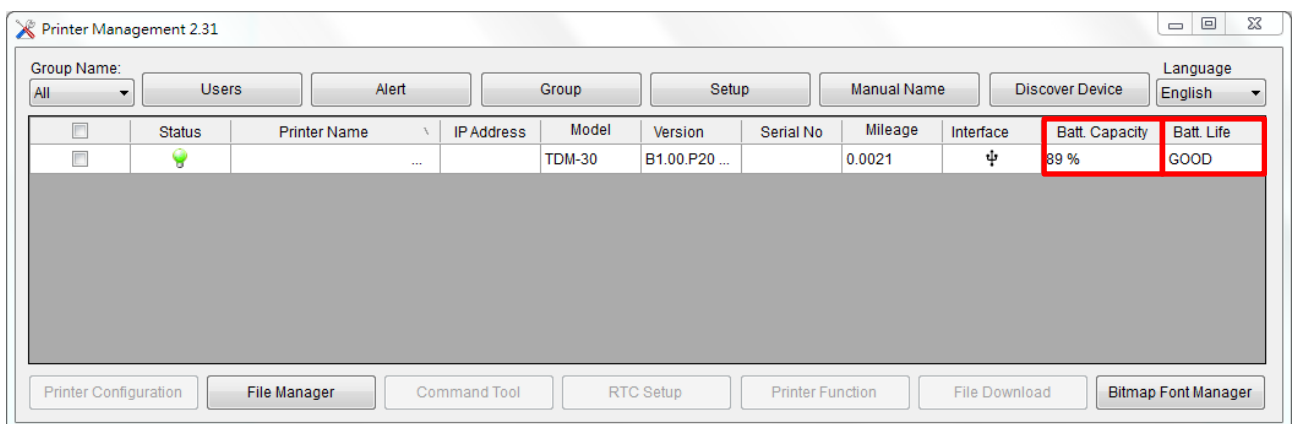 Printer Management 2.31
Group Name:
Language
All Users Alert Group Setup Manual Name Discover Device English
Status Printer Name IP Address Model Version Serial No Mileage Interface Batt. Capacity Batt. Life
... TDM-30 B1.00.P20 ... 0.0021 89 % GOOD
Printer Configuration File Manager Command Tool RTC Setup Printer Function File Download Bitmap Font Manager